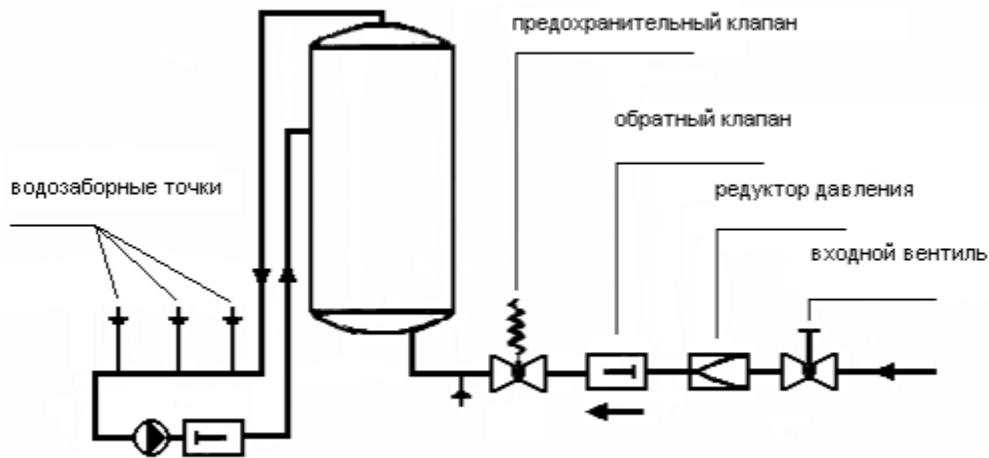 предохранительный клапан
обратный клапан
водозаборные точки
редуктор давления
входной вентиль